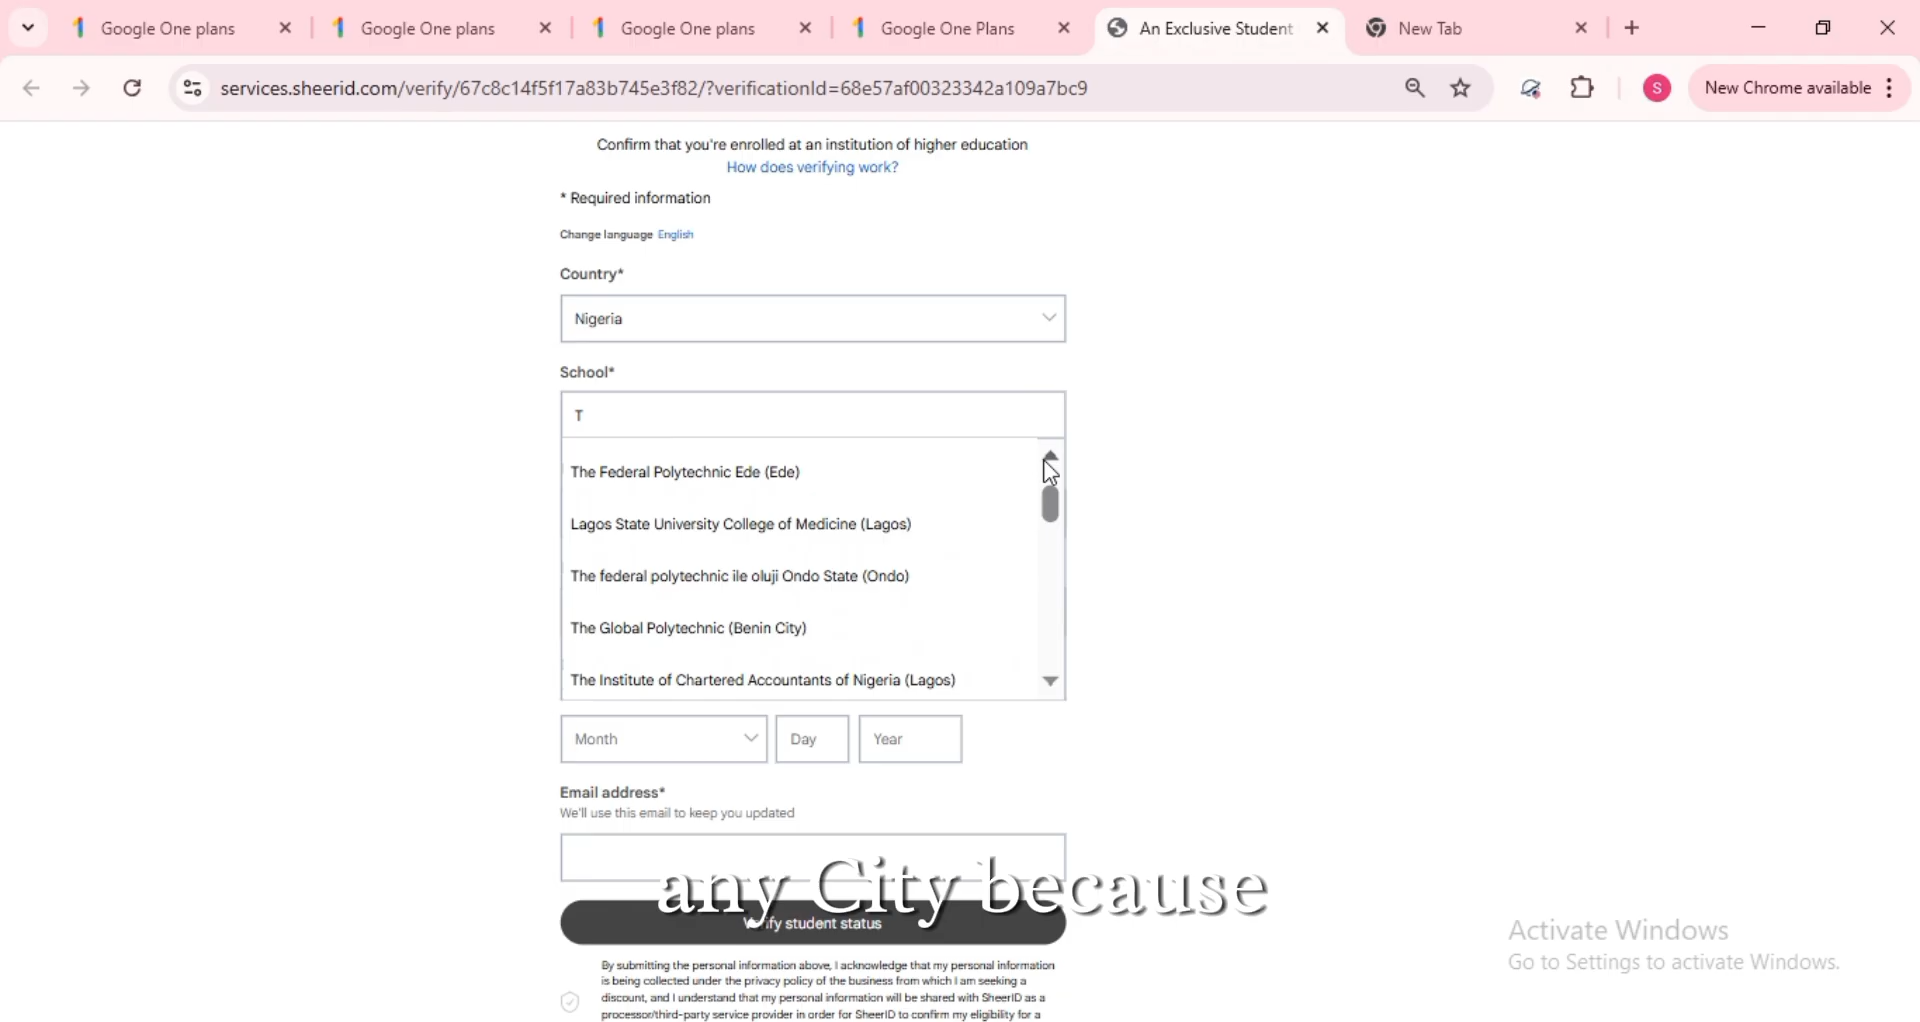 Google One plans
Google One plans
Google One plans
Google One Plans
An Exclusive Student
New Tab
services.sheerid.com/verify/67c8c14f5f17a83b745e3f82/?verificationId=68e57af00323342a109a7bc9
S
New Chrome available
Confirm that you're enrolled at an institution of higher education
How does verifying work?
* Required information
Change language English
Country*
Nigeria
School*
T
The Federal Polytechnic Ede (Ede)
Lagos State University College of Medicine (Lagos)
The federal polytechnic ile oluji Ondo State (Ondo)
The Global Polytechnic (Benin City)
The Institute of Chartered Accountants of Nigeria (Lagos)
Month
Day
Year
Email address*
We'll use this email to keep you updated
any City because
Verify student status
Activate Windows
Go to Settings to activate Windows.
By submitting the personal information above, I acknowledge that my personal information
is being collected under the privacy policy of the business from which I am seeking a
discount, and I understand that my personal information will be shared with SheerID as a
processor/third-party service provider in order for SheerID to confirm my eligibility for a